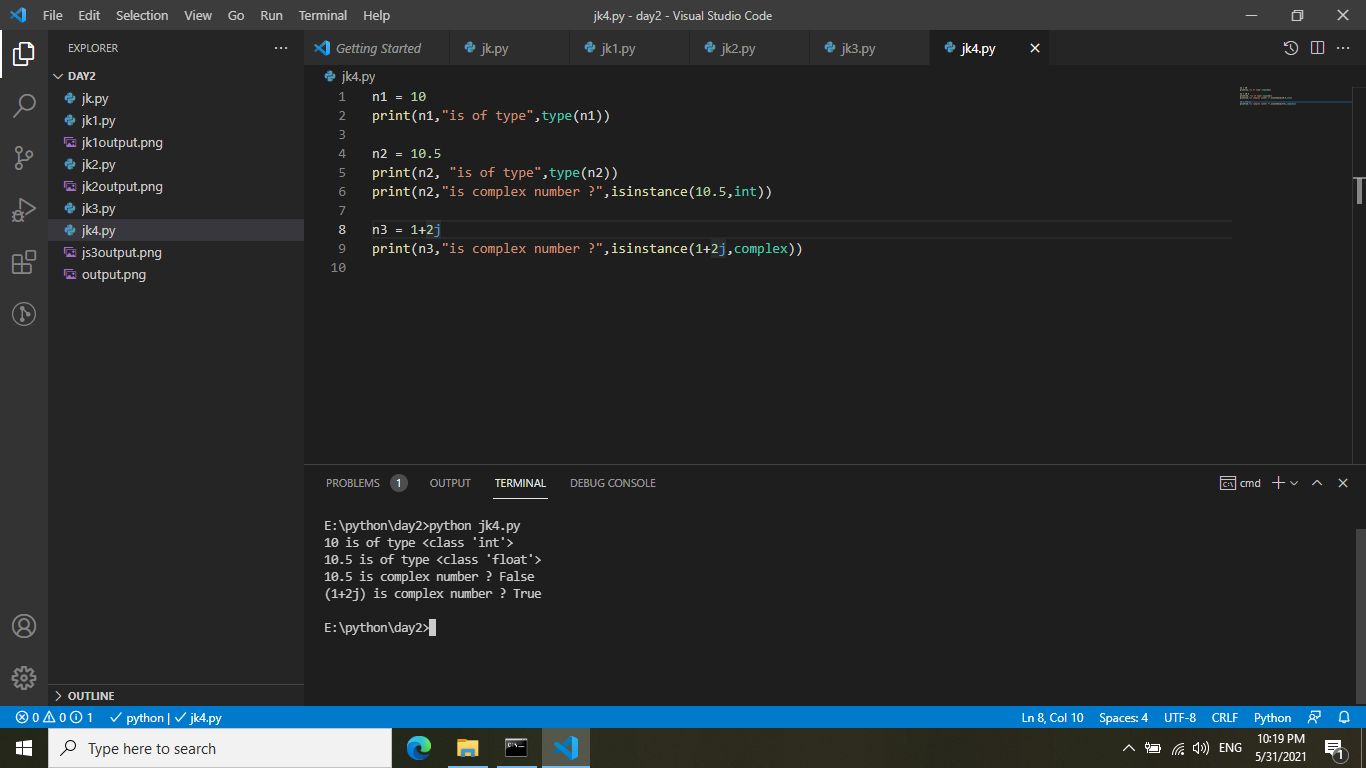 File Edit Selection View Go Run Terminal Help
jk4.py - day2 - Visual Studio Code
EXPLORER
DAY2
jk.py
jk1.py
jk1output.png
jk2.py
jk2output.png
jk3.py
jk4.py
js3output.png
output.png
OUTLINE
Getting Started jk.py jk1.py jk2.py jk3.py jk4.py
jk4.py
1 n1 = 10
2 print(n1,"is of type",type(n1))
3
4 n2 = 10.5
5 print(n2, "is of type",type(n2))
6 print(n2,"is complex number ?",isinstance(10.5,int))
7
8 n3 = 1+2j
9 print(n3,"is complex number ?",isinstance(1+2j,complex))
10
PROBLEMS 1 OUTPUT TERMINAL DEBUG CONSOLE
cmd
E:\python\day2>python jk4.py
10 is of type <class 'int'>
10.5 is of type <class 'float'>
10.5 is complex number ? False
(1+2j) is complex number ? True
E:\python\day2>
0 0 1 python | jk4.py
Ln 8, Col 10 Spaces: 4 UTF-8 CRLF Python
Type here to search
ENG
10:19 PM
5/31/2021
1